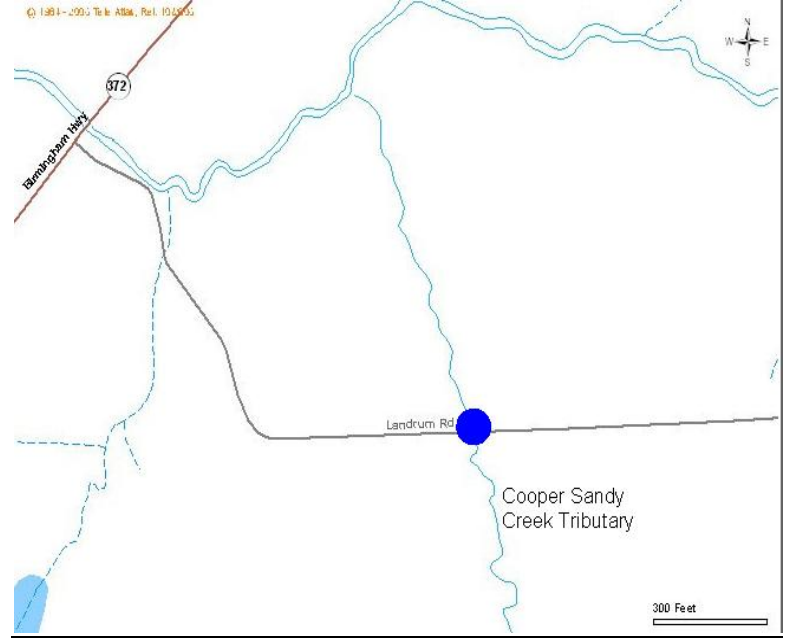 N
W E
S
372
Birmingham Hwy
Landrum Rd
Cooper Sandy
Creek Tributary
300 Feet